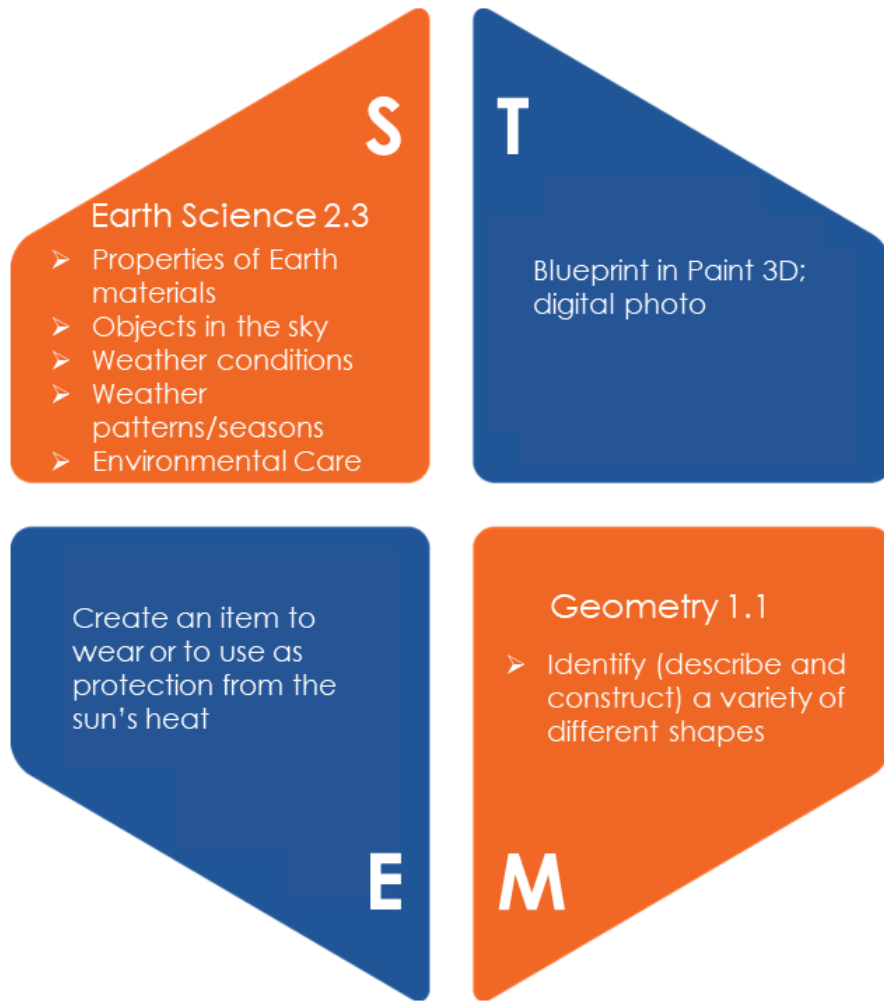 S
Earth Science 2.3
➢ Properties of Earth
materials
➢ Objects in the sky
➢ Weather conditions
➢ Weather
patterns/seasons
➢ Environmental Care
T
Blueprint in Paint 3D;
digital photo
Create an item to
wear or to use as
protection from the
sun’s heat
E
Geometry 1.1
➢ Identify (describe and
construct) a variety of
different shapes
M